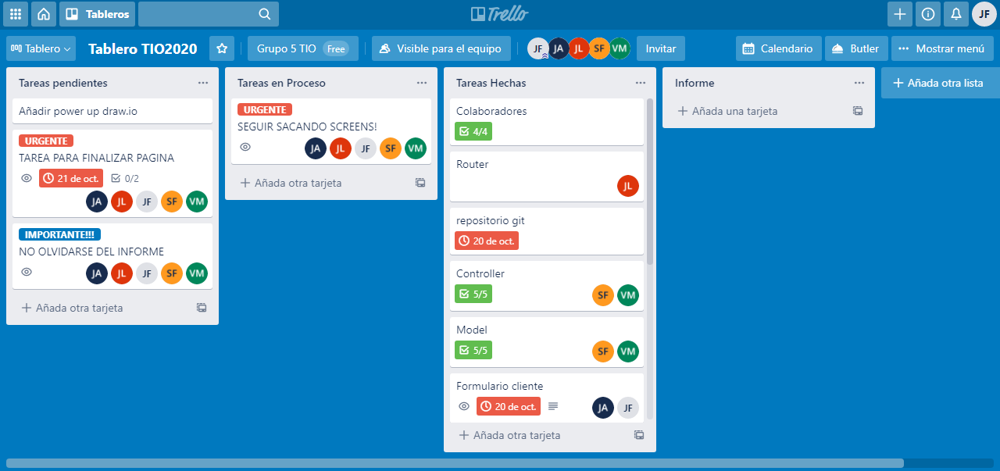 Tableros
Trello
JF
Tablero
Tablero TIO2020
Grupo 5 TIO Free
Visible para el equipo
JF JA JL SF VM
Invitar
Calendario
Butler
Mostrar menú
Tareas pendientes
Añadir power up draw.io
URGENTE
TAREA PARA FINALIZAR PAGINA
21 de oct. 0/2
JA JL JF SF VM
IMPORTANTE!!!
NO OLVIDARSE DEL INFORME
JA JL JF SF VM
Añada otra tarjeta
Tareas en Proceso
URGENTE
SEGUIR SACANDO SCREENS!
JA JL JF SF VM
Añada otra tarjeta
Tareas Hechas
Colaboradores
4/4
Router
JL
repositorio git
20 de oct.
Controller
5/5 SF VM
Model
5/5 SF VM
Formulario cliente
20 de oct. JA JF
Añada otra tarjeta
Informe
Añada una tarjeta
Añada otra lista